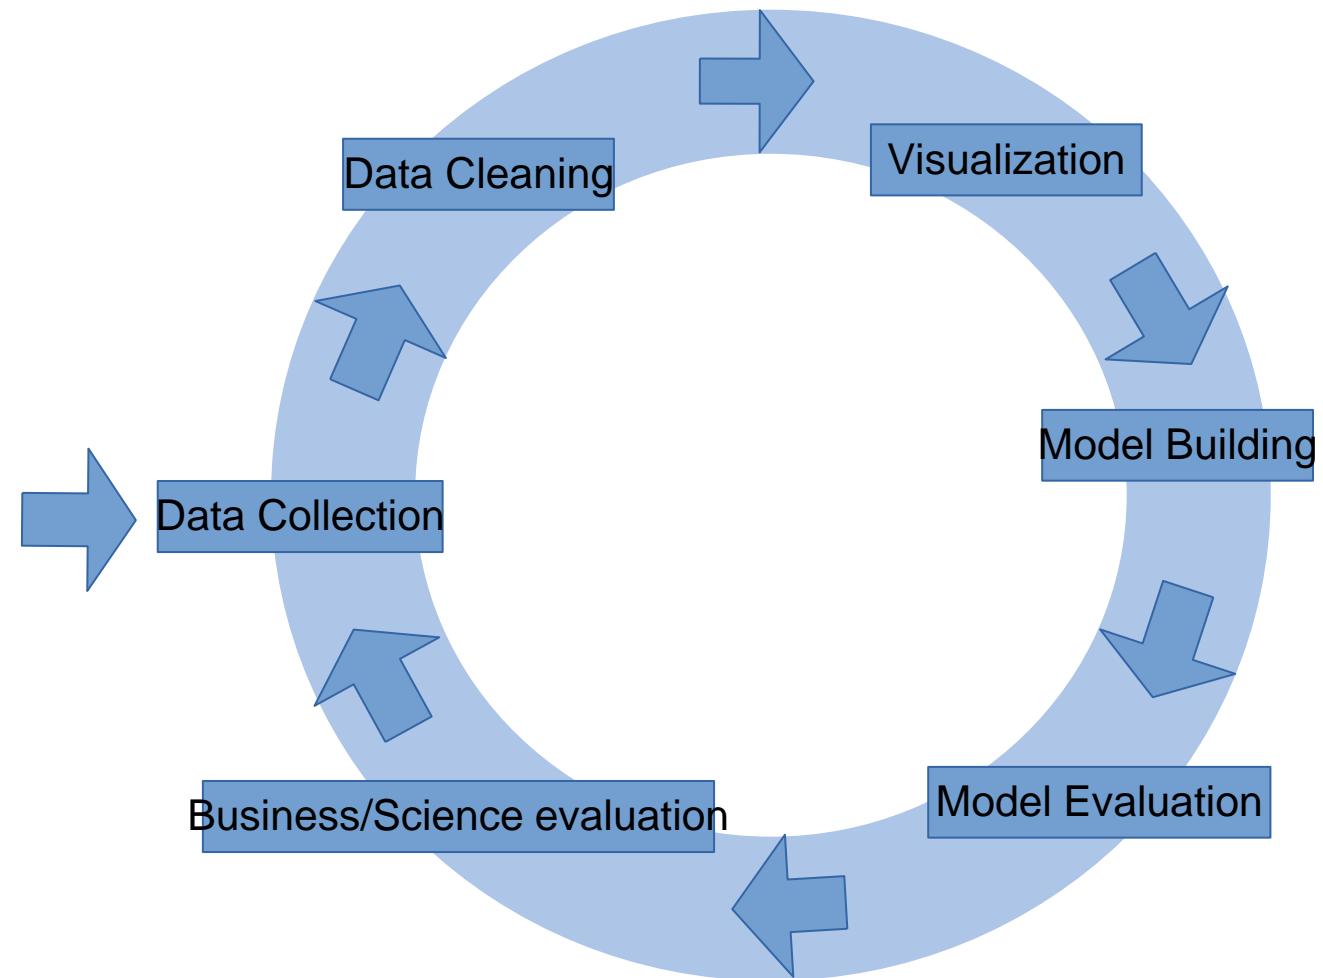 Data Cleaning
Visualization
Model Building
Data Collection
Model Evaluation
Business/Science evaluation